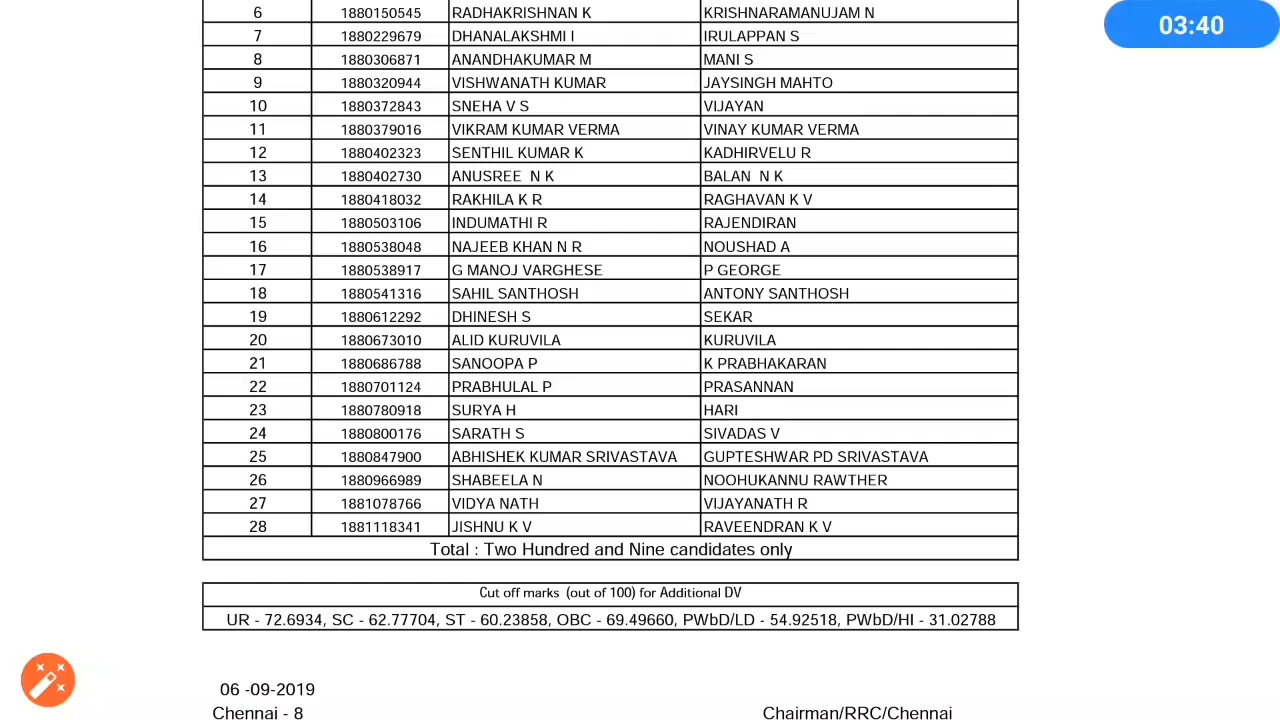 03:40
6 1880150545 RADHAKRISHNAN K KRISHNARAMANUJAM N
7 1880229679 DHANALAKSHMI I IRULAPPAN S
8 1880306871 ANANDHAKUMAR M MANI S
9 1880320944 VISHWANATH KUMAR JAYSINGH MAHTO
10 1880372843 SNEHA V S VIJAYAN
11 1880379016 VIKRAM KUMAR VERMA VINAY KUMAR VERMA
12 1880402323 SENTHIL KUMAR K KADHIRVELU R
13 1880402730 ANUSREE N K BALAN N K
14 1880418032 RAKHILA K R RAGHAVAN K V
15 1880503106 INDUMATHI R RAJENDIRAN
16 1880538048 NAJEEB KHAN N R NOUSHAD A
17 1880538917 G MANOJ VARGHESE P GEORGE
18 1880541316 SAHIL SANTHOSH ANTONY SANTHOSH
19 1880612292 DHINESH S SEKAR
20 1880673010 ALID KURUVILA KURUVILA
21 1880686788 SANOOPA P K PRABHAKARAN
22 1880701124 PRABHULAL P PRASANNAN
23 1880780918 SURYA H HARI
24 1880800176 SARATH S SIVADAS V
25 1880847900 ABHISHEK KUMAR SRIVASTAVA GUPTESHWAR PD SRIVASTAVA
26 1880966989 SHABEELA N NOOHUKANNU RAWTHER
27 1881078766 VIDYA NATH VIJAYANATH R
28 1881118341 JISHNU K V RAVEENDRAN K V
Total : Two Hundred and Nine candidates only
Cut off marks (out of 100) for Additional DV
UR - 72.6934, SC - 62.77704, ST - 60.23858, OBC - 69.49660, PWbD/LD - 54.92518, PWbD/HI - 31.02788
06 -09-2019
Chennai - 8 Chairman/RRC/Chennai